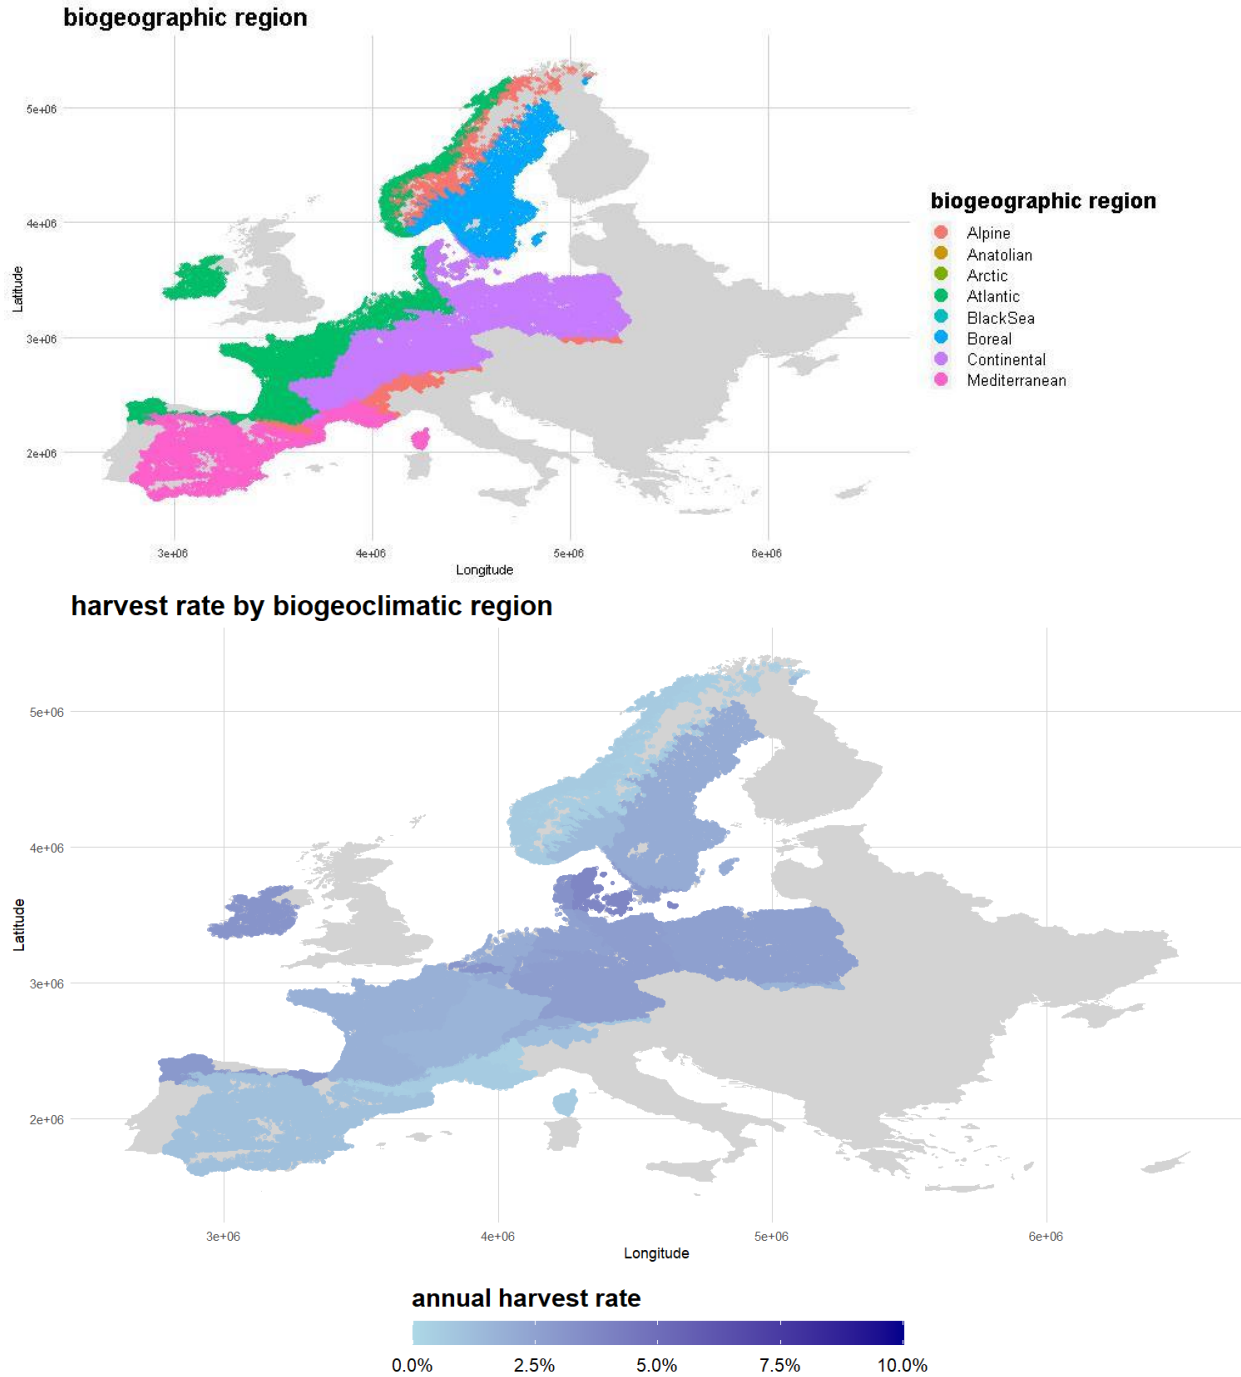 biogeographic region
5e+06
4e+06
3e+06
2e+06
Latitude
3e+06
4e+06
5e+06
6e+06
Longitude
biogeographic region
Alpine
Anatolian
Arctic
Atlantic
BlackSea
Boreal
Continental
Mediterranean
harvest rate by biogeoclimatic region
5e+06
4e+06
3e+06
2e+06
Latitude
3e+06
4e+06
5e+06
6e+06
Longitude
annual harvest rate
0.0%
2.5%
5.0%
7.5%
10.0%